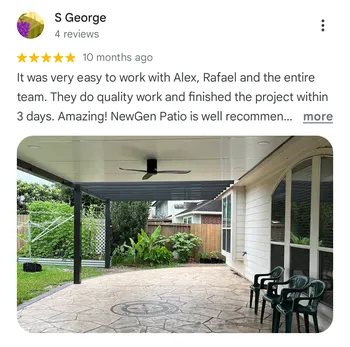 S George
4 reviews
10 months ago
It was very easy to work with Alex, Rafael and the entire
team. They do quality work and finished the project within
3 days. Amazing! NewGen Patio is well recommen... more